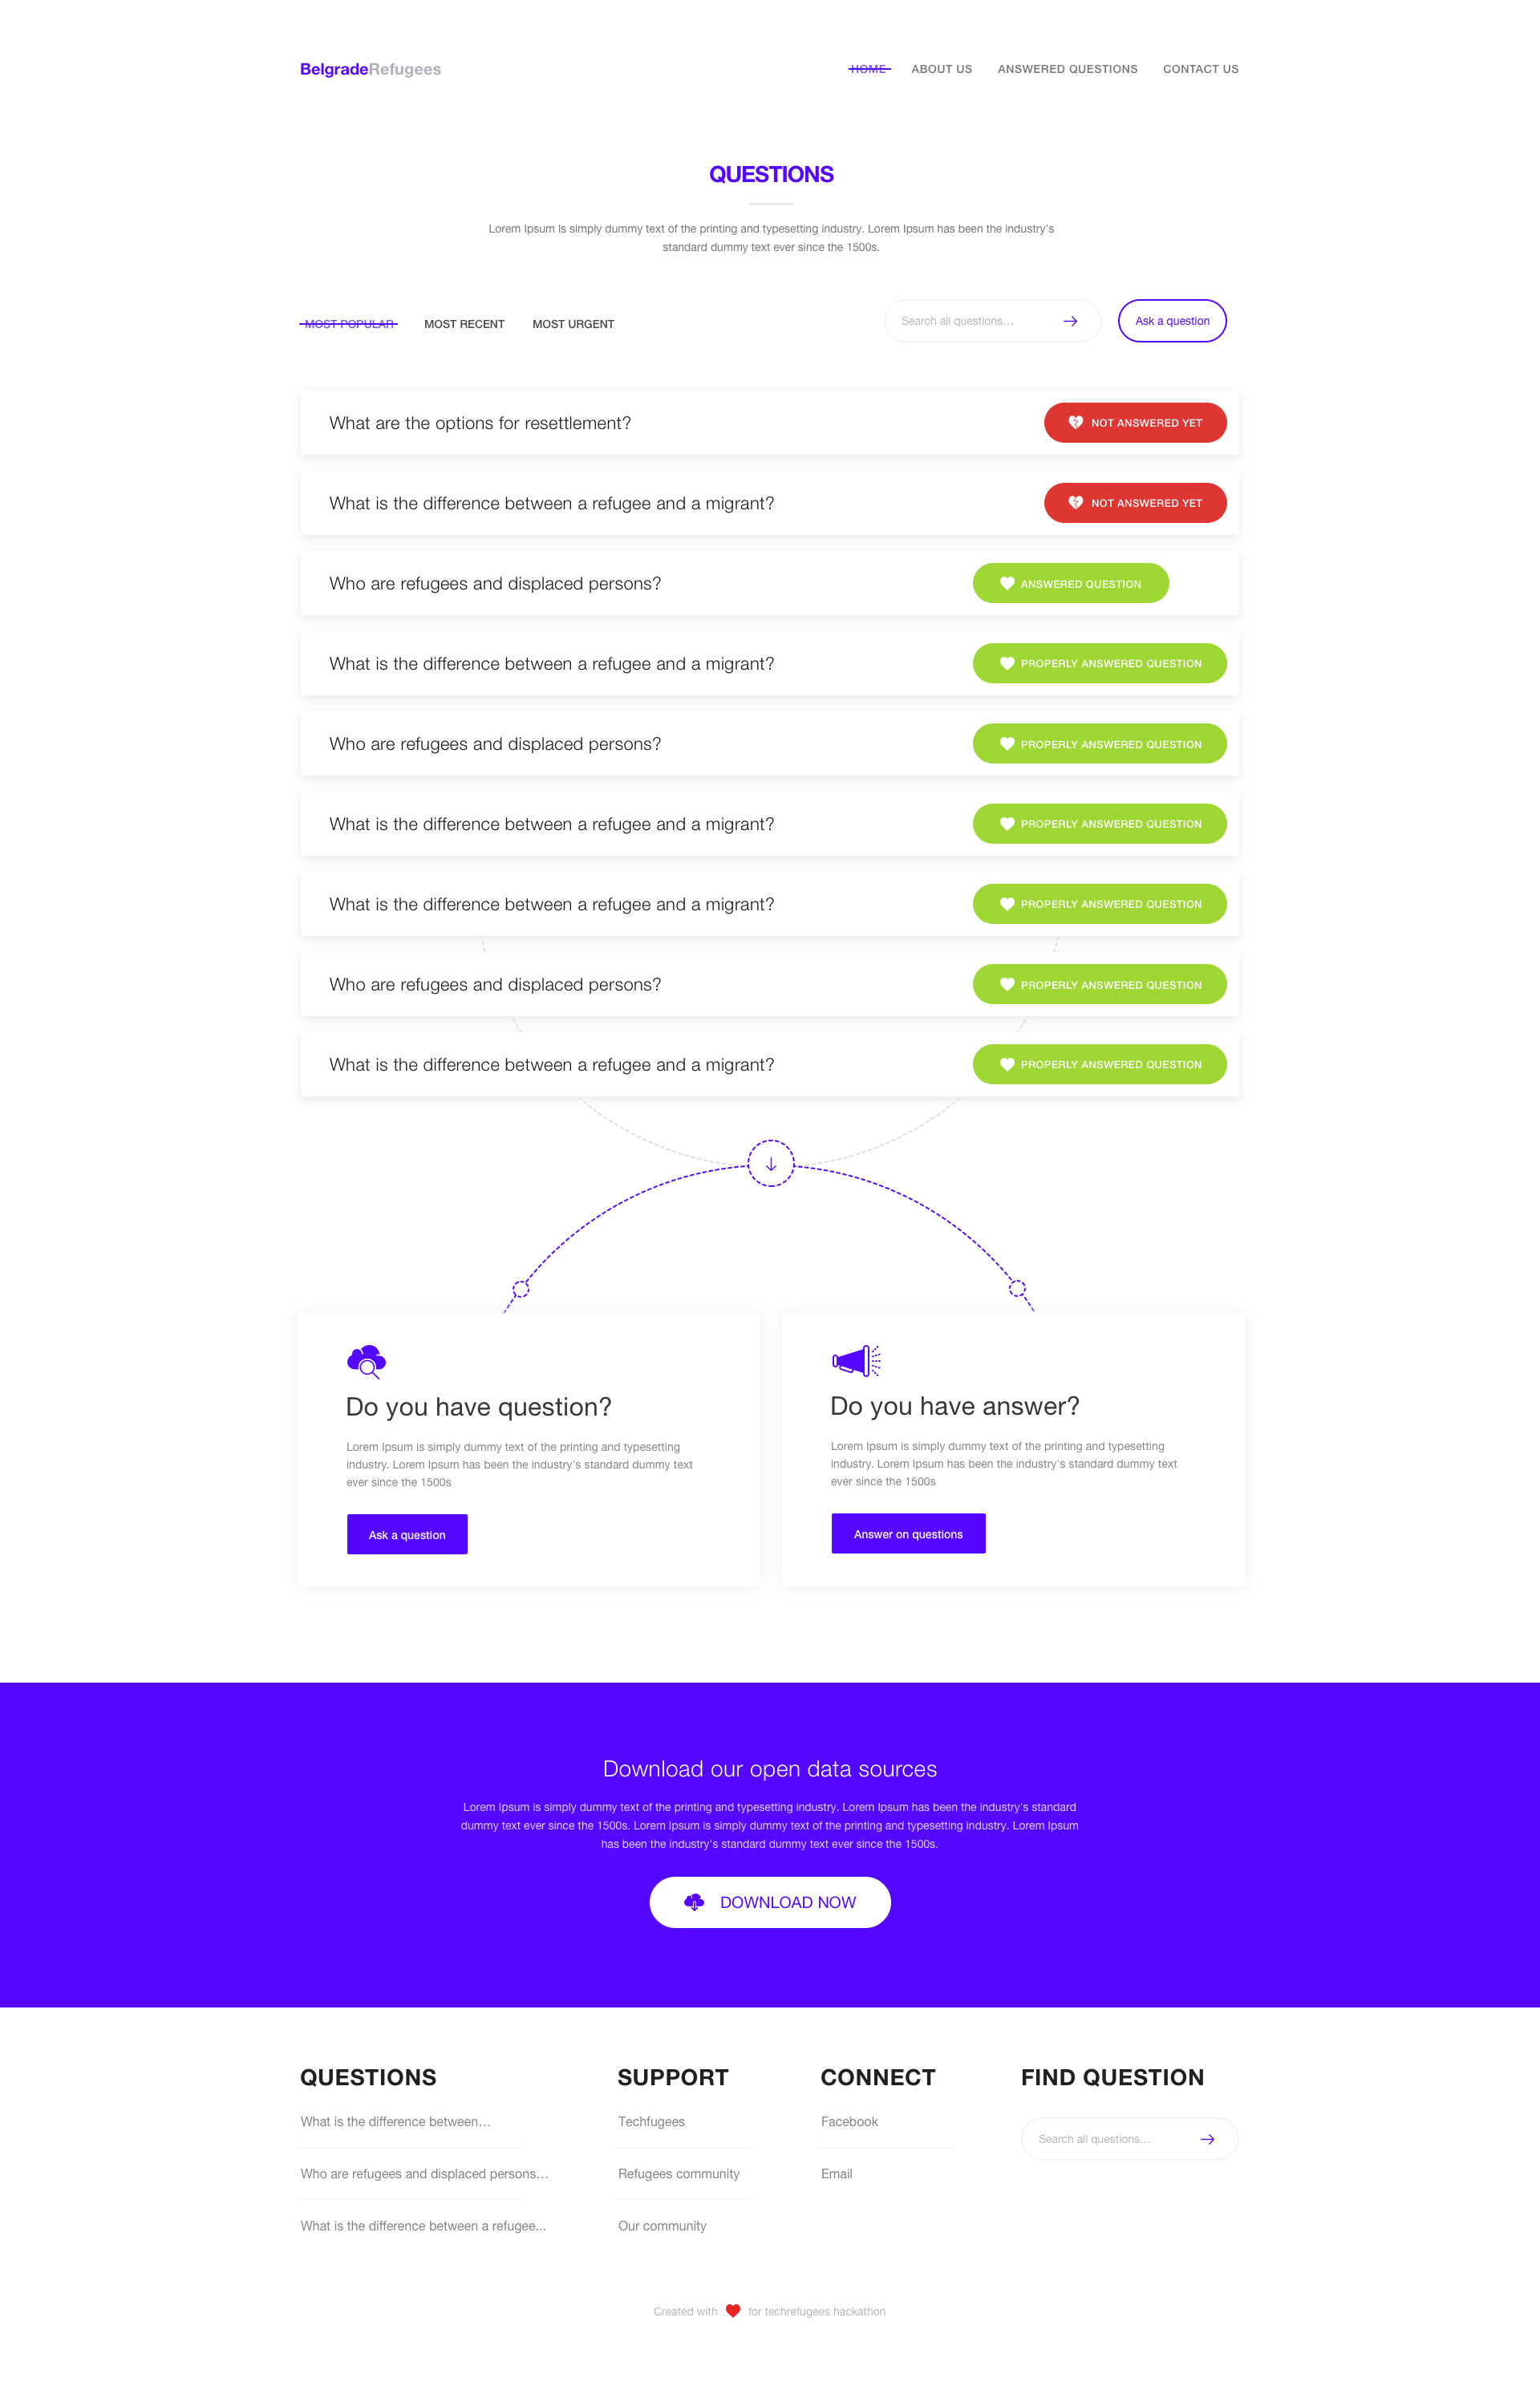 BelgradeRefugees
HOME ABOUT US ANSWERED QUESTIONS CONTACT US
QUESTIONS
Lorem Ipsum is simply dummy text of the printing and typesetting industry. Lorem Ipsum has been the industry's
standard dummy text ever since the 1500s.
MOST POPULAR MOST RECENT MOST URGENT
Search all questions... Ask a question
What are the options for resettlement? NOT ANSWERED YET
What is the difference between a refugee and a migrant? NOT ANSWERED YET
Who are refugees and displaced persons? ANSWERED QUESTION
What is the difference between a refugee and a migrant? PROPERLY ANSWERED QUESTION
Who are refugees and displaced persons? PROPERLY ANSWERED QUESTION
What is the difference between a refugee and a migrant? PROPERLY ANSWERED QUESTION
What is the difference between a refugee and a migrant? PROPERLY ANSWERED QUESTION
Who are refugees and displaced persons? PROPERLY ANSWERED QUESTION
What is the difference between a refugee and a migrant? PROPERLY ANSWERED QUESTION
Do you have question?
Lorem Ipsum is simply dummy text of the printing and typesetting
industry. Lorem Ipsum has been the industry's standard dummy text
ever since the 1500s
Ask a question
Do you have answer?
Lorem Ipsum is simply dummy text of the printing and typesetting
industry. Lorem Ipsum has been the industry's standard dummy text
ever since the 1500s
Answer on questions
Download our open data sources
Lorem Ipsum is simply dummy text of the printing and typesetting industry. Lorem Ipsum has been the industry's standard
dummy text ever since the 1500s. Lorem Ipsum is simply dummy text of the printing and typesetting industry. Lorem Ipsum
has been the industry's standard dummy text ever since the 1500s.
DOWNLOAD NOW
QUESTIONS
What is the difference between...
Who are refugees and displaced persons...
What is the difference between a refugee...
SUPPORT
Techfugees
Refugees community
Our community
CONNECT
Facebook
Email
FIND QUESTION
Search all questions...
Created with for techrefugees hackathon